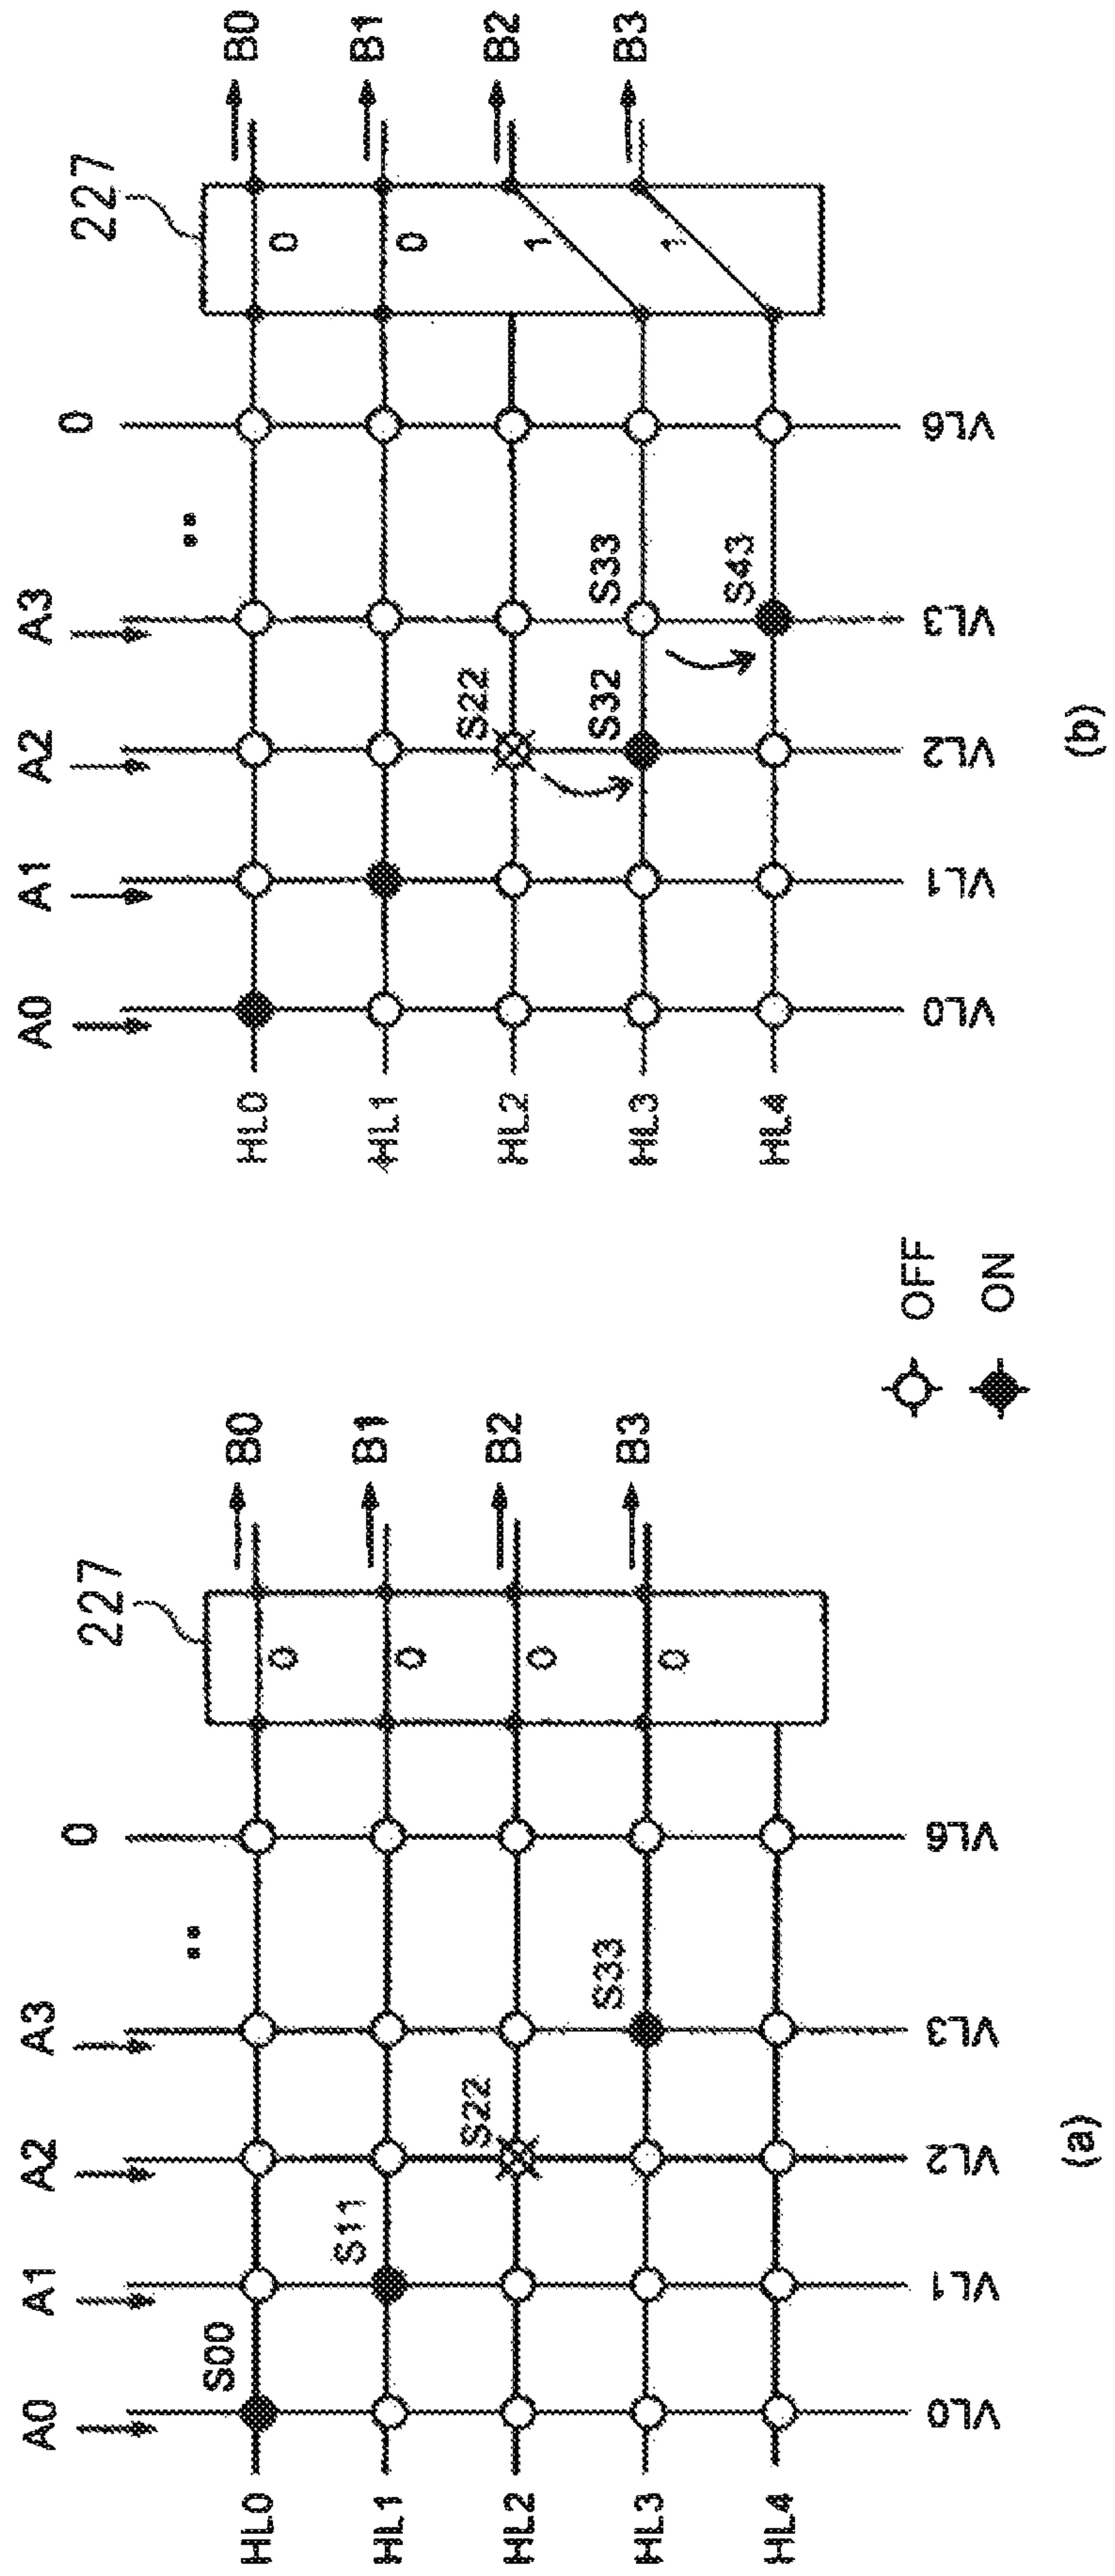 A0 A1 A2 A3 0
227
S00
HL0 0 B0
S11
HL1 0 B1
S22
HL2 0 B2
S33
HL3 0 B3
HL4
VL0 VL1 VL2 VL3 VL6
(a)
OFF
ON
A0 A1 A2 A3 0
227
HL0 0 B0
HL1 0 B1
S22
HL2 1 B2
S32 S33
HL3 1 B3
S43
HL4
VL0 VL1 VL2 VL3 VL6
(b)